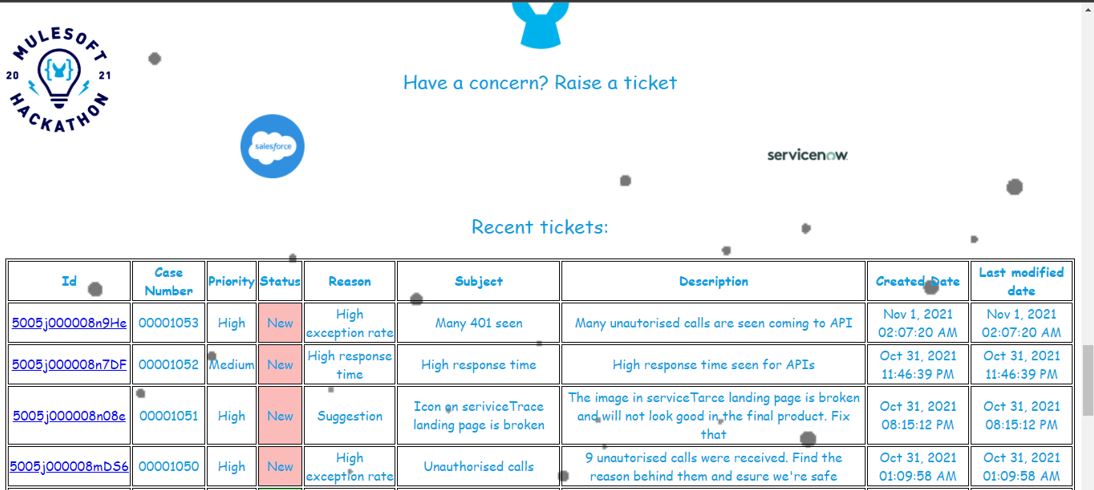 MULESOFT
20 21
HACKATHON
Have a concern? Raise a ticket
salesforce
servicenow
Recent tickets:
Id Case Number Priority Status Reason Subject Description Created Date Last modified date
5005j000008n9He 00001053 High New High exception rate Many 401 seen Many unautorised calls are seen coming to API Nov 1, 2021 02:07:20 AM Nov 1, 2021 02:07:20 AM
5005j000008n7DF 00001052 Medium New High response time High response time High response time seen for APIs Oct 31, 2021 11:46:39 PM Oct 31, 2021 11:46:39 PM
5005j000008n08e 00001051 High New Suggestion Icon on seriviceTrace landing page is broken The image in serviceTarce landing page is broken and will not look good in the final product. Fix that Oct 31, 2021 08:15:12 PM Oct 31, 2021 08:15:12 PM
5005j000008mDS6 00001050 High New High exception rate Unauthorised calls 9 unautorised calls were received. Find the reason behind them and esure we're safe Oct 31, 2021 01:09:58 AM Oct 31, 2021 01:09:58 AM